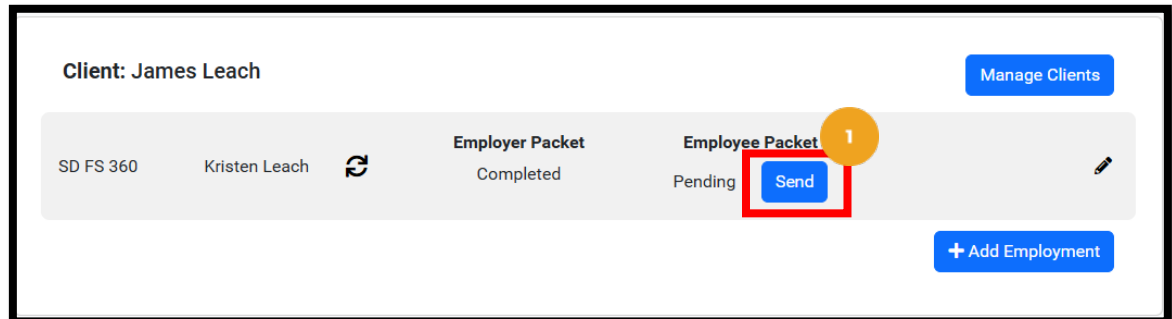 Client: James Leach
Manage Clients
SD FS 360
Kristen Leach
Employer Packet
Completed
Employee Packet
1
Pending
Send
Add Employment